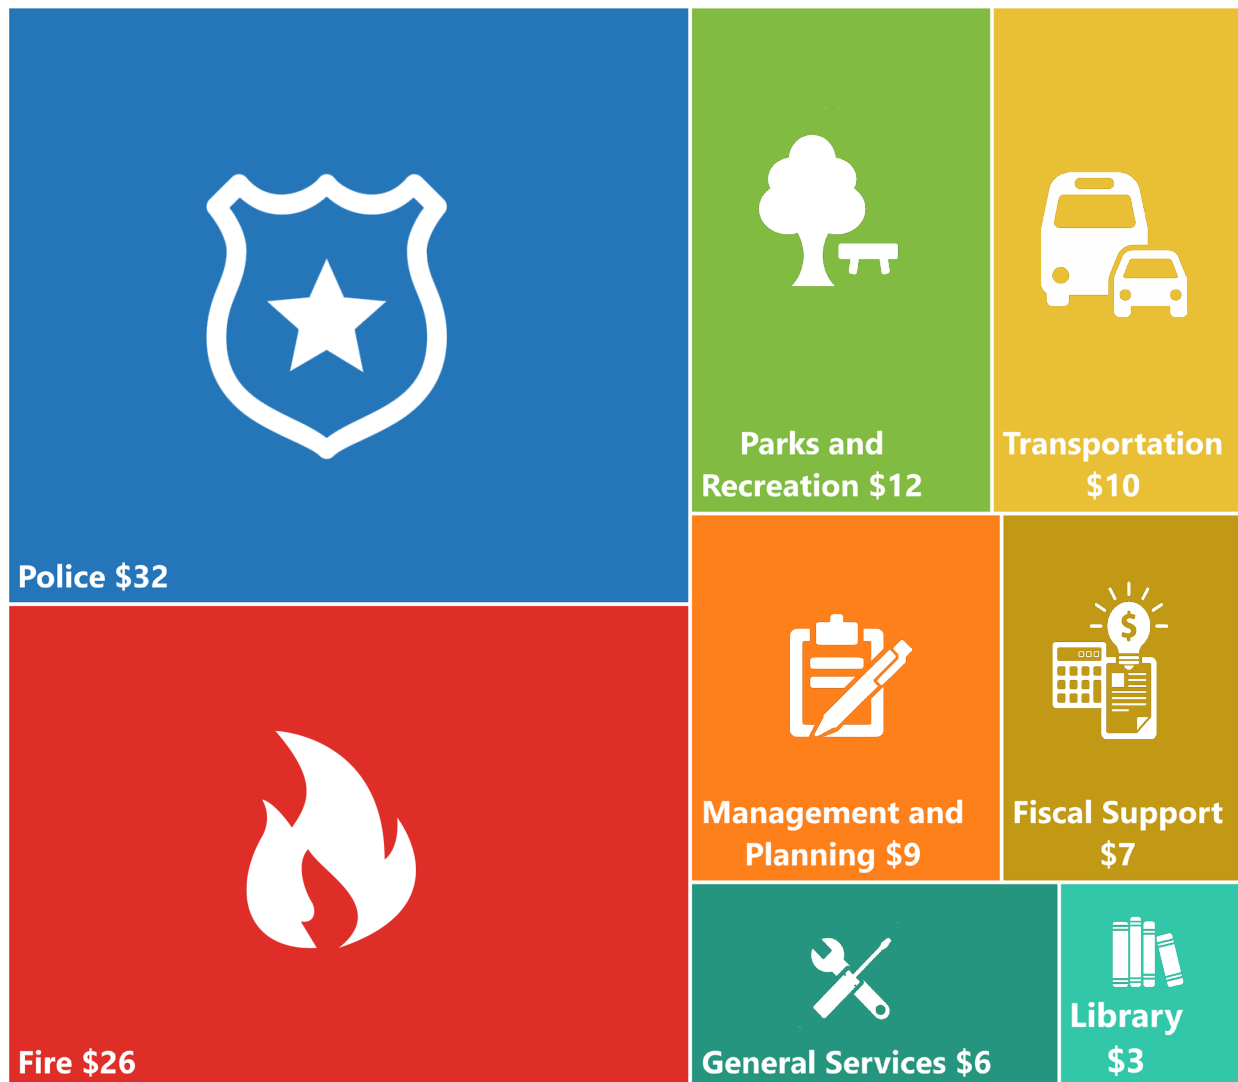 Police $32
Fire $26
Parks and
Recreation $12
Transportation
$10
Management and
Planning $9
$
Fiscal Support
$7
General Services $6
Library
$3